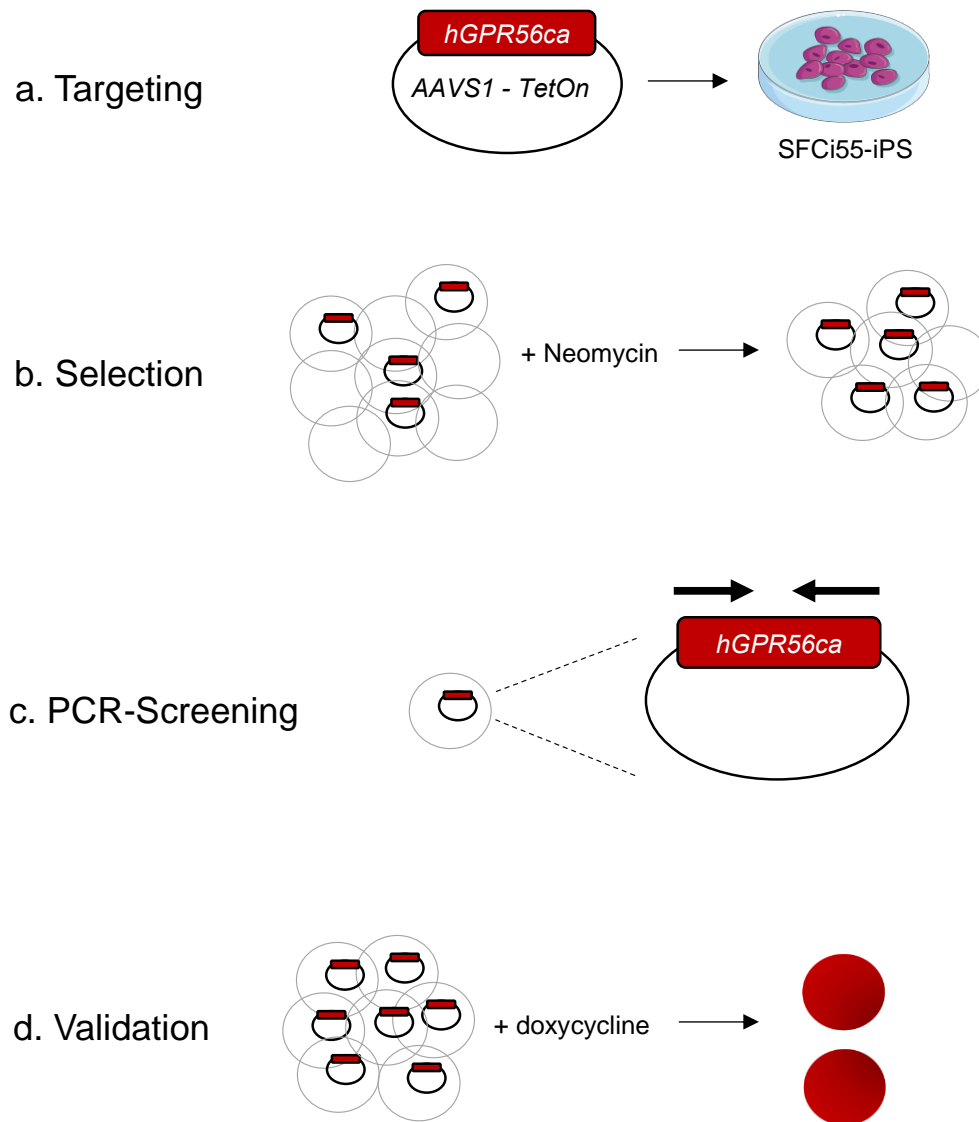 hGPR56ca
a. Targeting
AAVS1 - TetOn
SFCi55-iPS
b. Selection
+ Neomycin
hGPR56ca
c. PCR-Screening
d. Validation
+ doxycycline